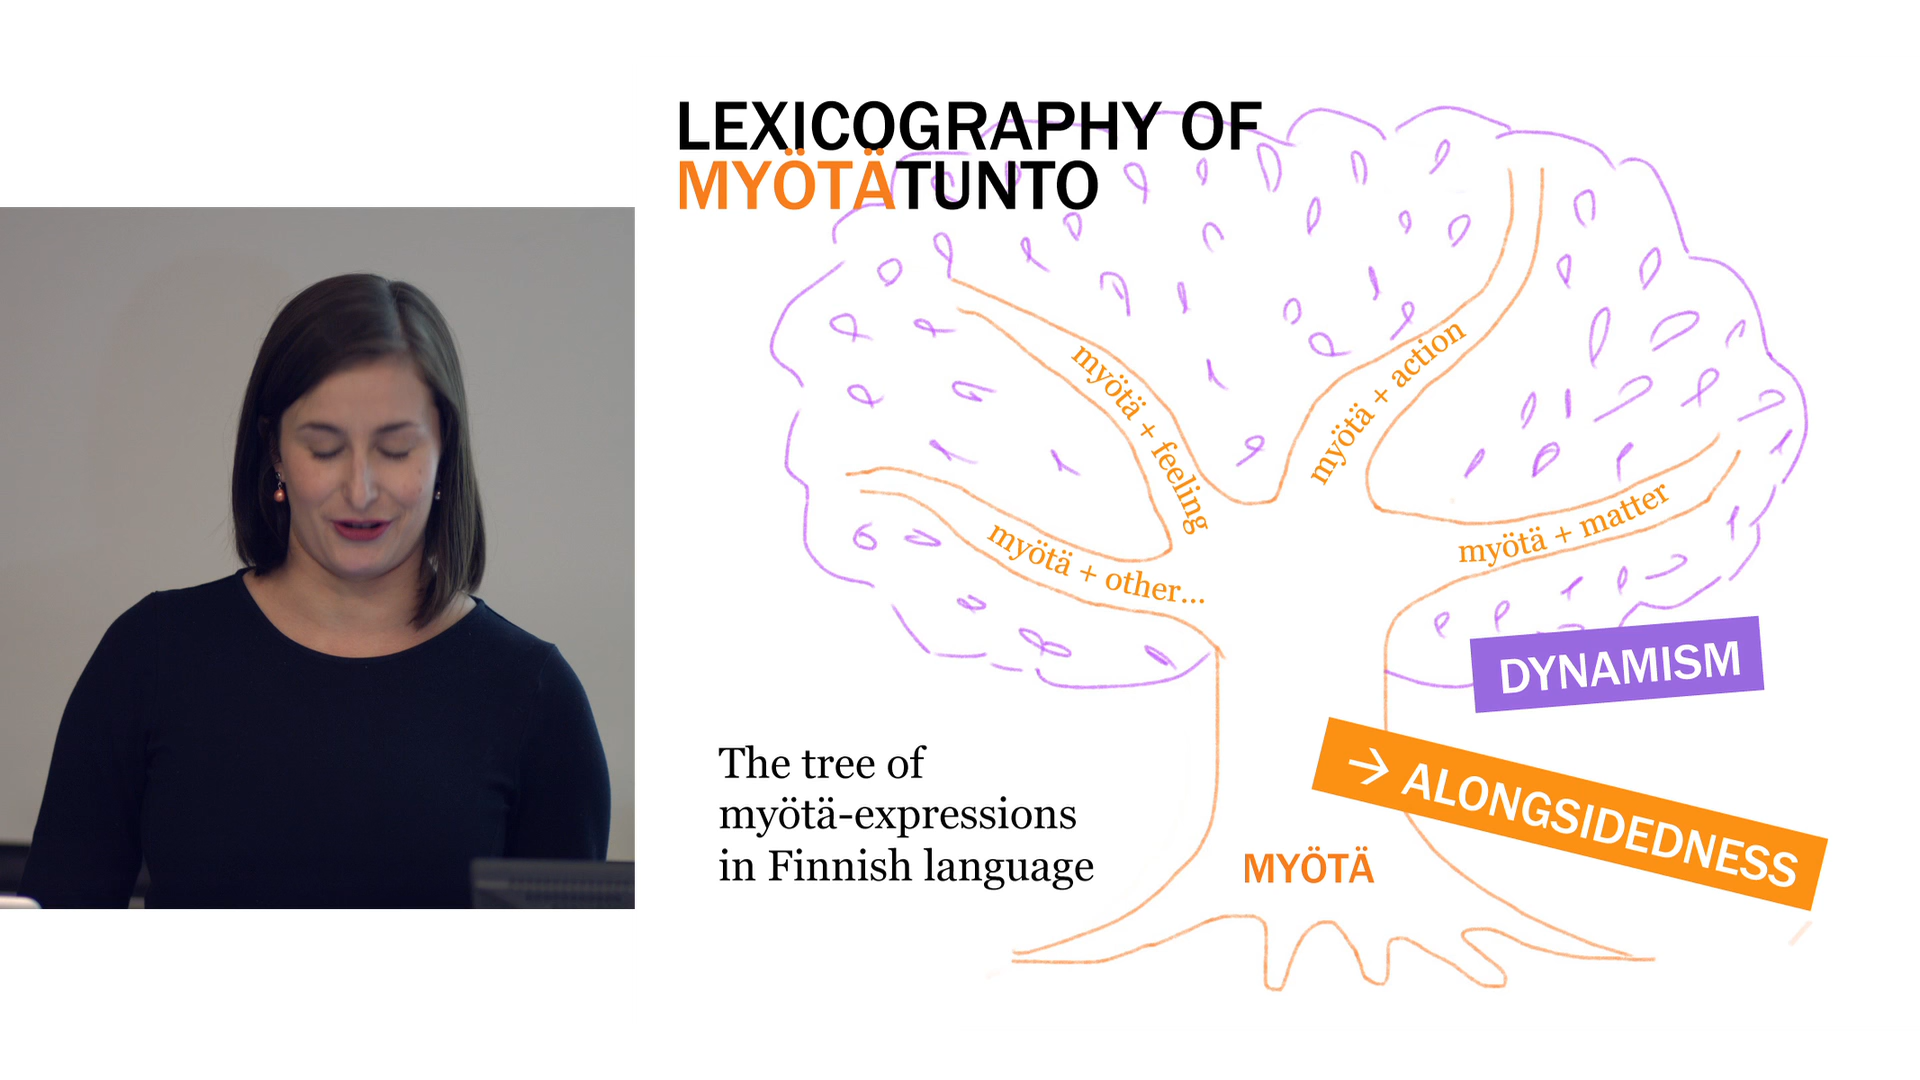 LEXICOGRAPHY OF
MYÖTÄTUNTO
myötä + feeling
myötä + action
myötä + other...
myötä + matter
DYNAMISM
→ ALONGSIDEDNESS
The tree of
myötä-expressions
in Finnish language
MYÖTÄ